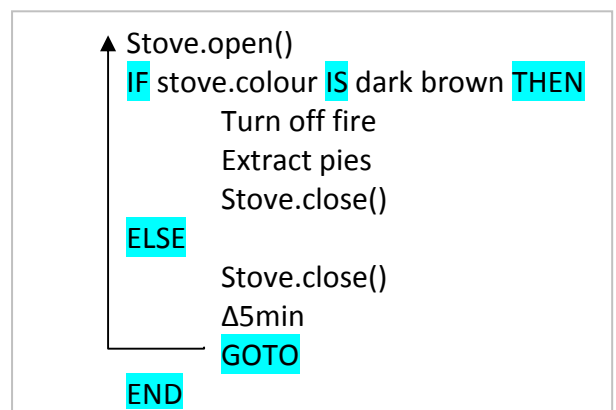 Stove.open()
IF stove.colour IS dark brown THEN
Turn off fire
Extract pies
Stove.close()
ELSE
Stove.close()
Δ5min
GOTO
END